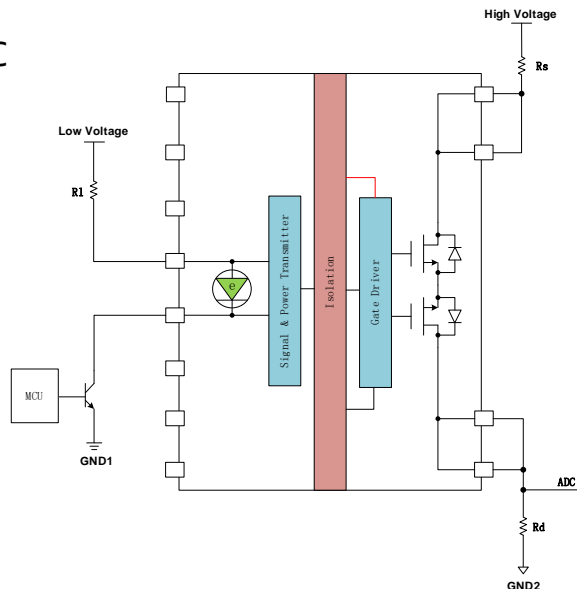 High Voltage
C
Rs
Low Voltage
R1
e
Signal & Power Transmitter
Isolation
Gate Driver
MCU
GND1
ADC
Rd
GND2